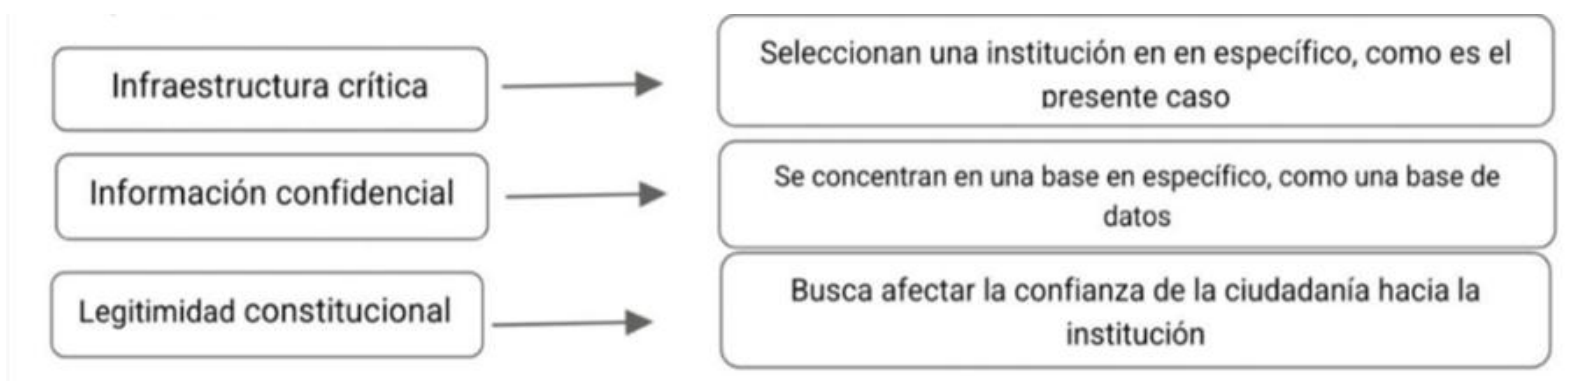 Infraestructura crítica
Seleccionan una institución en en específico, como es el
presente caso
Información confidencial
Se concentran en una base en específico, como una base de
datos
Legitimidad constitucional
Busca afectar la confianza de la ciudadanía hacia la
institución